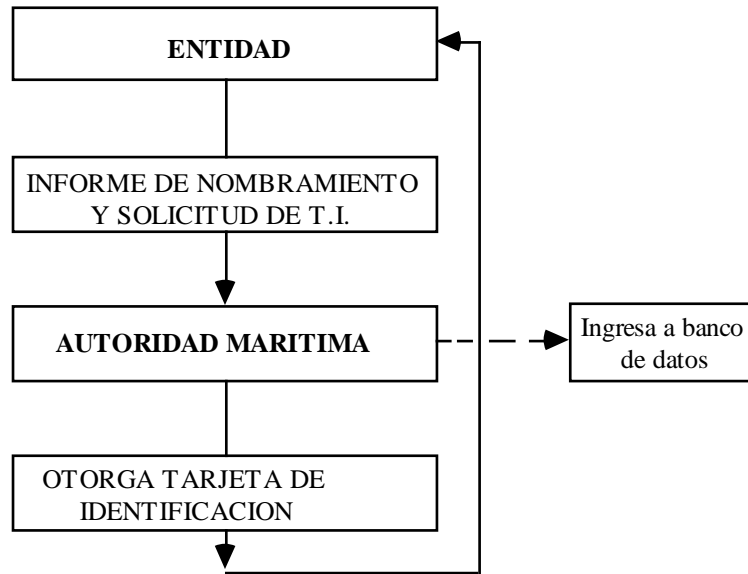 ENTIDAD
INFORME DE NOMBRAMIENTO
Y SOLICITUD DE T.I.
AUTORIDAD MARITIMA
Ingresa a banco
de datos
OTORGA TARJETA DE
IDENTIFICACION